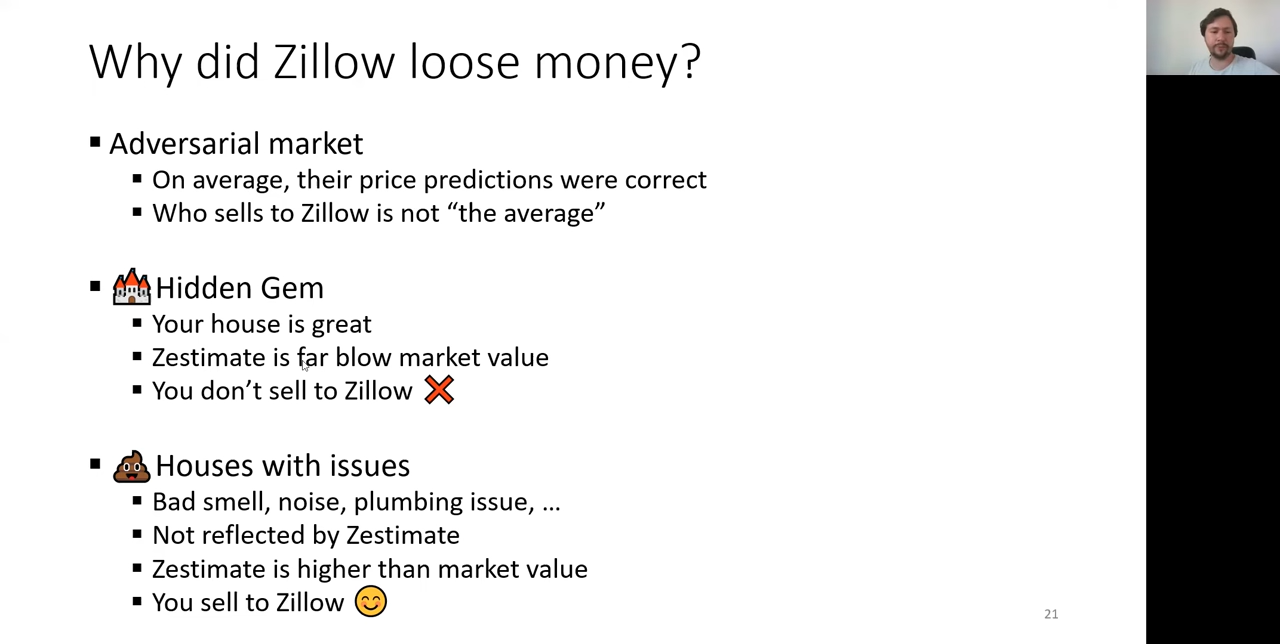 Why did Zillow loose money?
▪ Adversarial market
▪ On average, their price predictions were correct
▪ Who sells to Zillow is not “the average”
▪ 🏰 Hidden Gem
▪ Your house is great
▪ Zestimate is far blow market value
▪ You don’t sell to Zillow ❌
▪ 💩 Houses with issues
▪ Bad smell, noise, plumbing issue, ...
▪ Not reflected by Zestimate
▪ Zestimate is higher than market value
▪ You sell to Zillow 😊
21